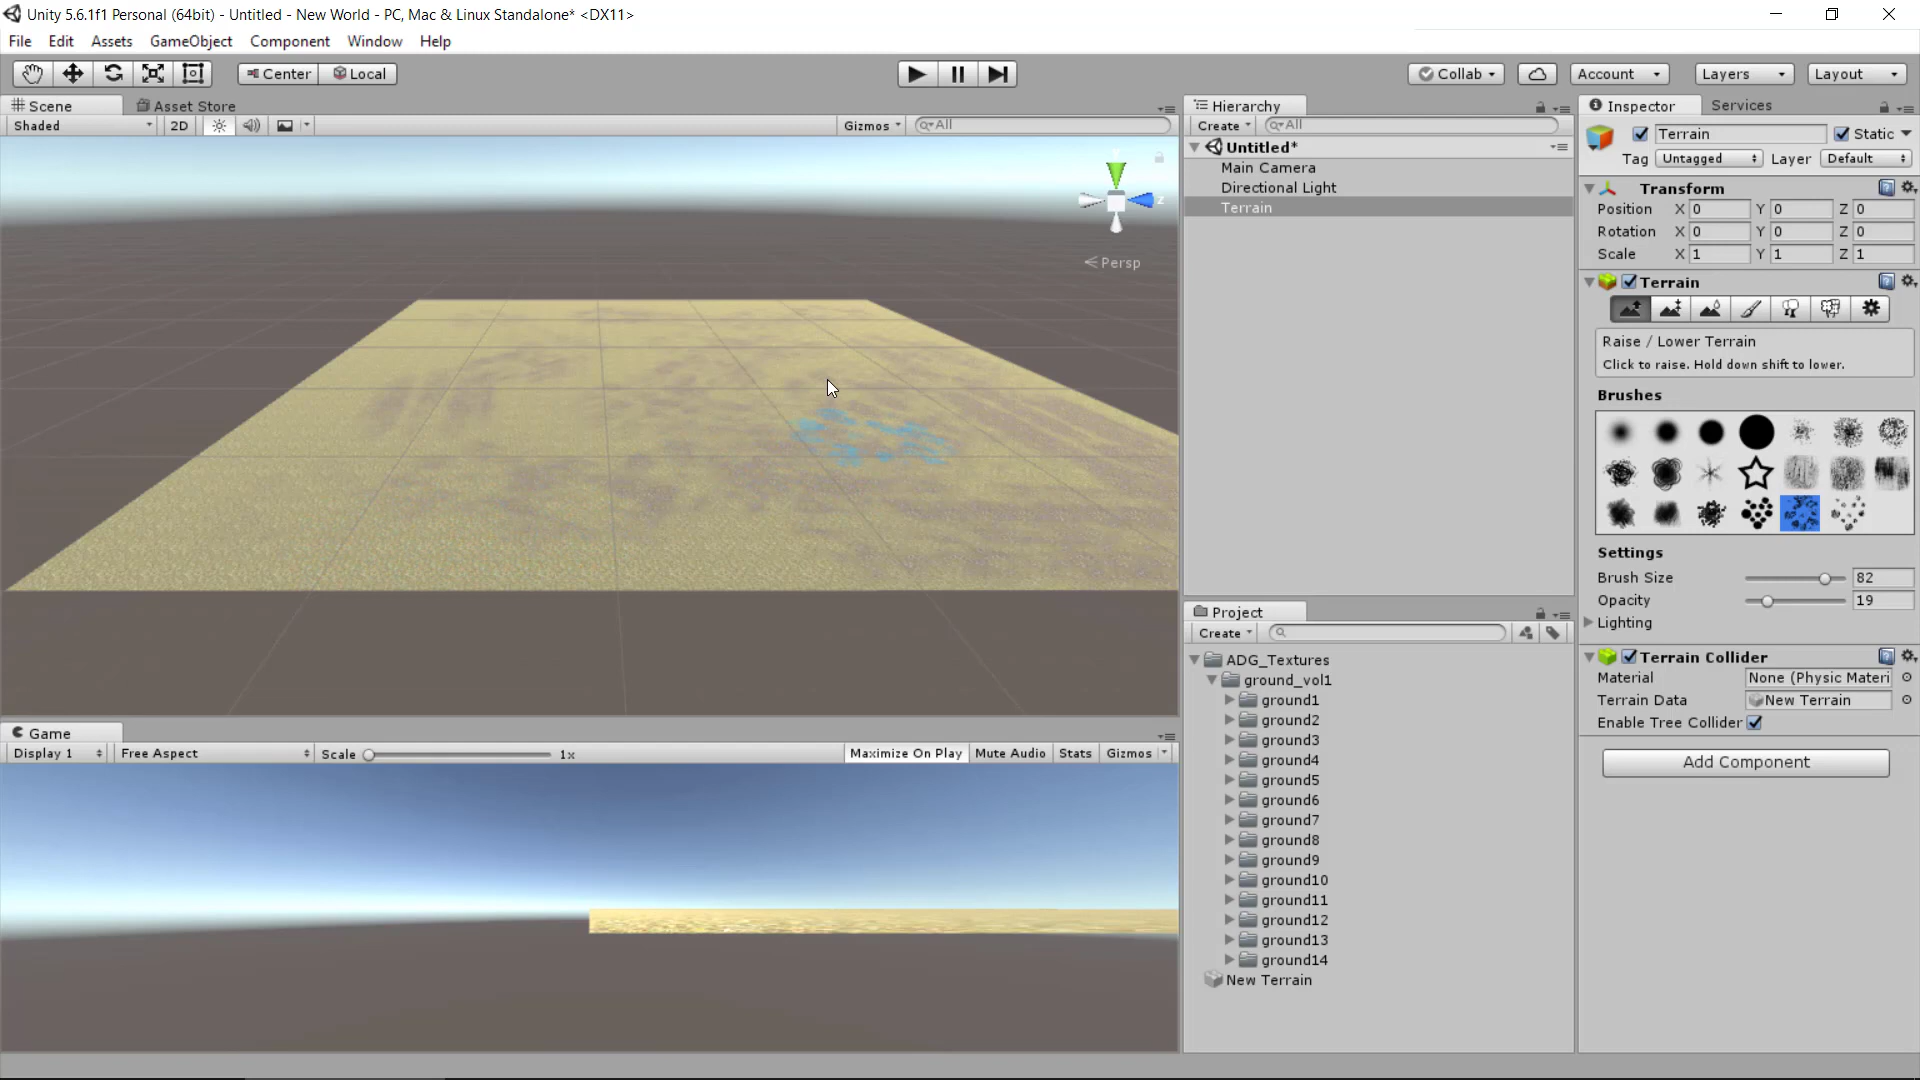 Unity 5.6.1f1 Personal (64bit) - Untitled - New World - PC, Mac & Linux Standalone* <DX11>
File Edit Assets GameObject Component Window Help
Center Local
Collab Account Layers Layout
Scene Asset Store
Shaded 2D Gizmos All
Persp
Z
Hierarchy
Create All
Untitled*
Main Camera
Directional Light
Terrain
Project
Create
ADG_Textures
ground_vol1
ground1
ground2
ground3
ground4
ground5
ground6
ground7
ground8
ground9
ground10
ground11
ground12
ground13
ground14
New Terrain
Game
Display 1 Free Aspect Scale 1x Maximize On Play Mute Audio Stats Gizmos
Inspector Services
Terrain Static
Tag Untagged Layer Default
Transform
Position X 0 Y 0 Z 0
Rotation X 0 Y 0 Z 0
Scale X 1 Y 1 Z 1
Terrain
Raise / Lower Terrain
Click to raise. Hold down shift to lower.
Brushes
Settings
Brush Size 82
Opacity 19
Lighting
Terrain Collider
Material None (Physic Materi
Terrain Data New Terrain
Enable Tree Collider
Add Component